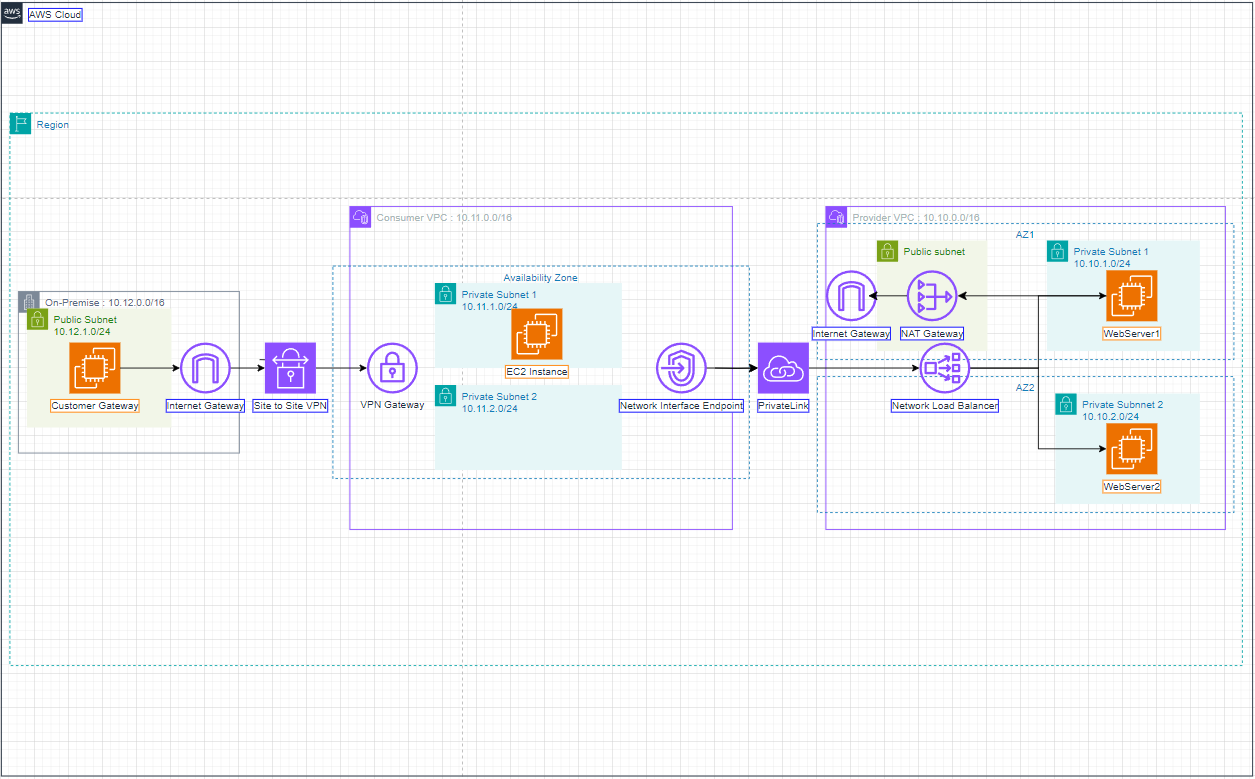 aws
AWS Cloud
Region
Consumer VPC : 10.11.0.0/16
Provider VPC : 10.10.0.0/16
AZ1
Public subnet
Private Subnet 1
10.10.1.0/24
Availability Zone
Private Subnet 1
10.11.1.0/24
On-Premise : 10.12.0.0/16
Public Subnet
10.12.1.0/24
Internet Gateway
NAT Gateway
WebServer1
EC2 Instance
Customer Gateway
Internet Gateway
Site to Site VPN
VPN Gateway
Private Subnet 2
10.11.2.0/24
Network Interface Endpoint
PrivateLink
Network Load Balancer
AZ2
Private Subnnet 2
10.10.2.0/24
WebServer2